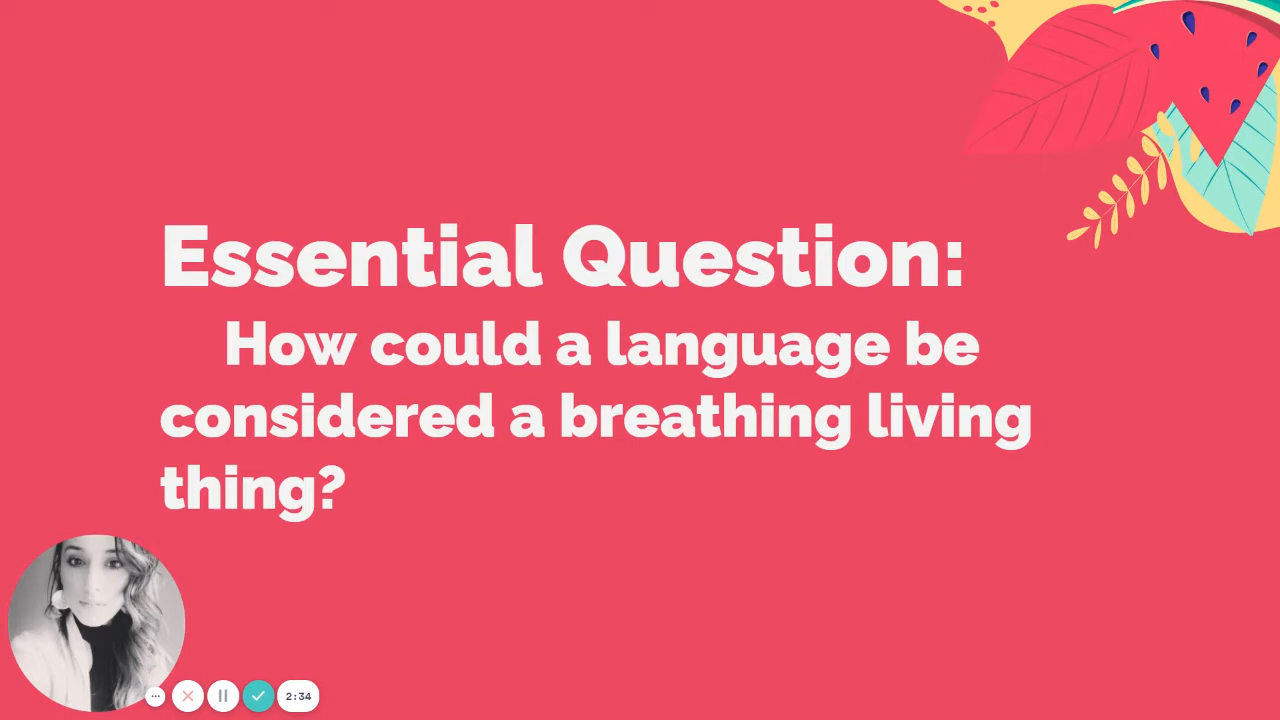 Essential Question:
How could a language be
considered a breathing living
thing?
2:34